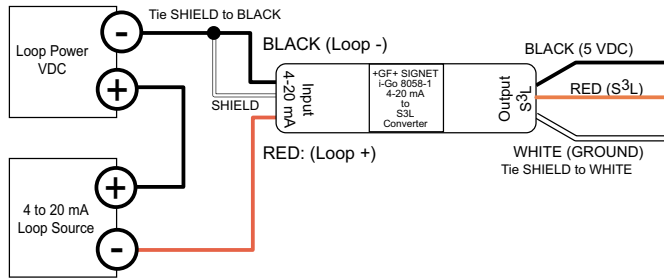 Tie SHIELD to BLACK
Loop Power
VDC
-
+
BLACK (Loop -)
SHIELD
4-20 mA
Input
+GF+ SIGNET
i-Go 8058-1
4-20 mA
to
S3L
Converter
Output
S³L
BLACK (5 VDC)
RED (S³L)
WHITE (GROUND)
Tie SHIELD to WHITE
RED: (Loop +)
+
4 to 20 mA
Loop Source
-